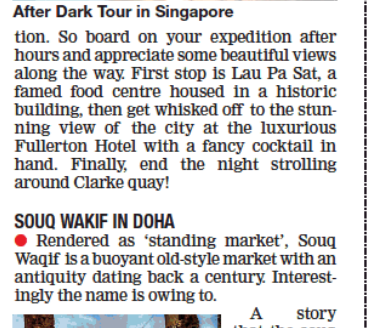 After Dark Tour in Singapore
tion. So board on your expedition after
hours and appreciate some beautiful views
along the way. First stop is Lau Pa Sat, a
famed food centre housed in a historic
building, then get whisked off to the stun-
ning view of the city at the luxurious
Fullerton Hotel with a fancy cocktail in
hand. Finally, end the night strolling
around Clarke quay!
SOUQ WAKIF IN DOHA
● Rendered as ‘standing market’, Souq
Waqif is a buoyant old-style market with an
antiquity dating back a century. Interest-
ingly the name is owing to.
A story